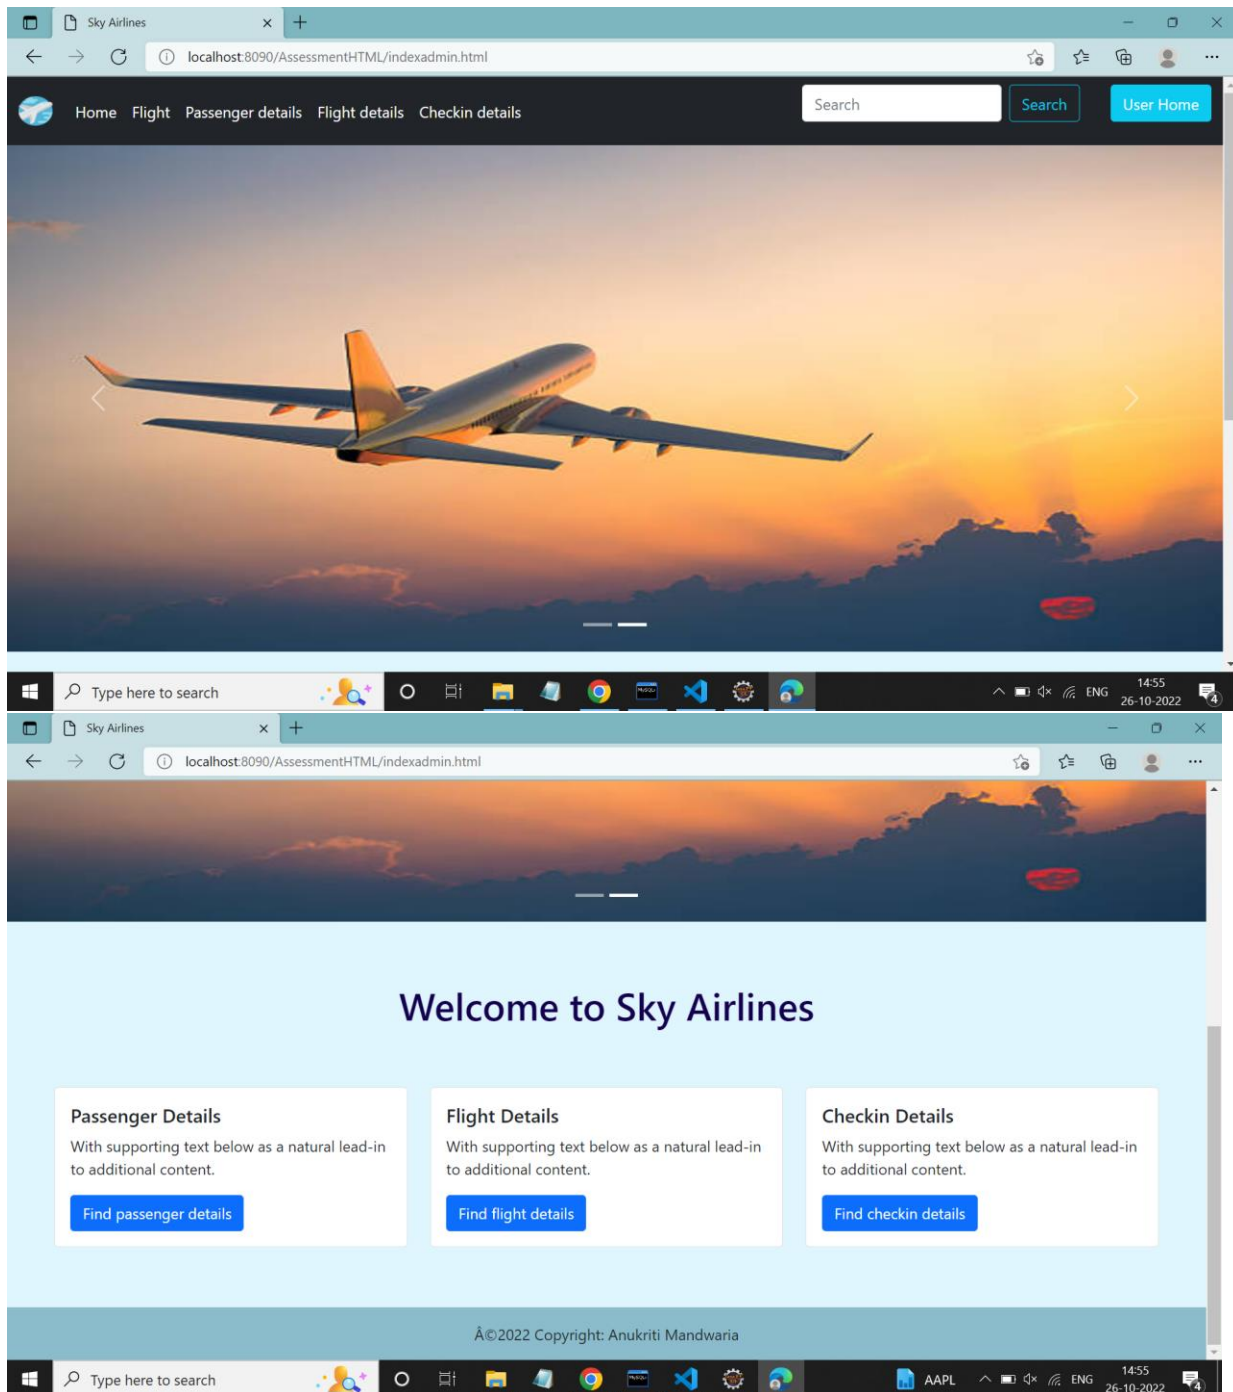 Sky Airlines
localhost:8090/AssessmentHTML/indexadmin.html
Home Flight Passenger details Flight details Checkin details Search Search User Home
Type here to search MySQL ENG 14:55
26-10-2022 4
Sky Airlines
localhost:8090/AssessmentHTML/indexadmin.html
Welcome to Sky Airlines
Passenger Details
With supporting text below as a natural lead-in
to additional content.
Find passenger details
Flight Details
With supporting text below as a natural lead-in
to additional content.
Find flight details
Checkin Details
With supporting text below as a natural lead-in
to additional content.
Find checkin details
Â©2022 Copyright: Anukriti Mandwaria
Type here to search MySQL AAPL ENG 14:55
26-10-2022 4